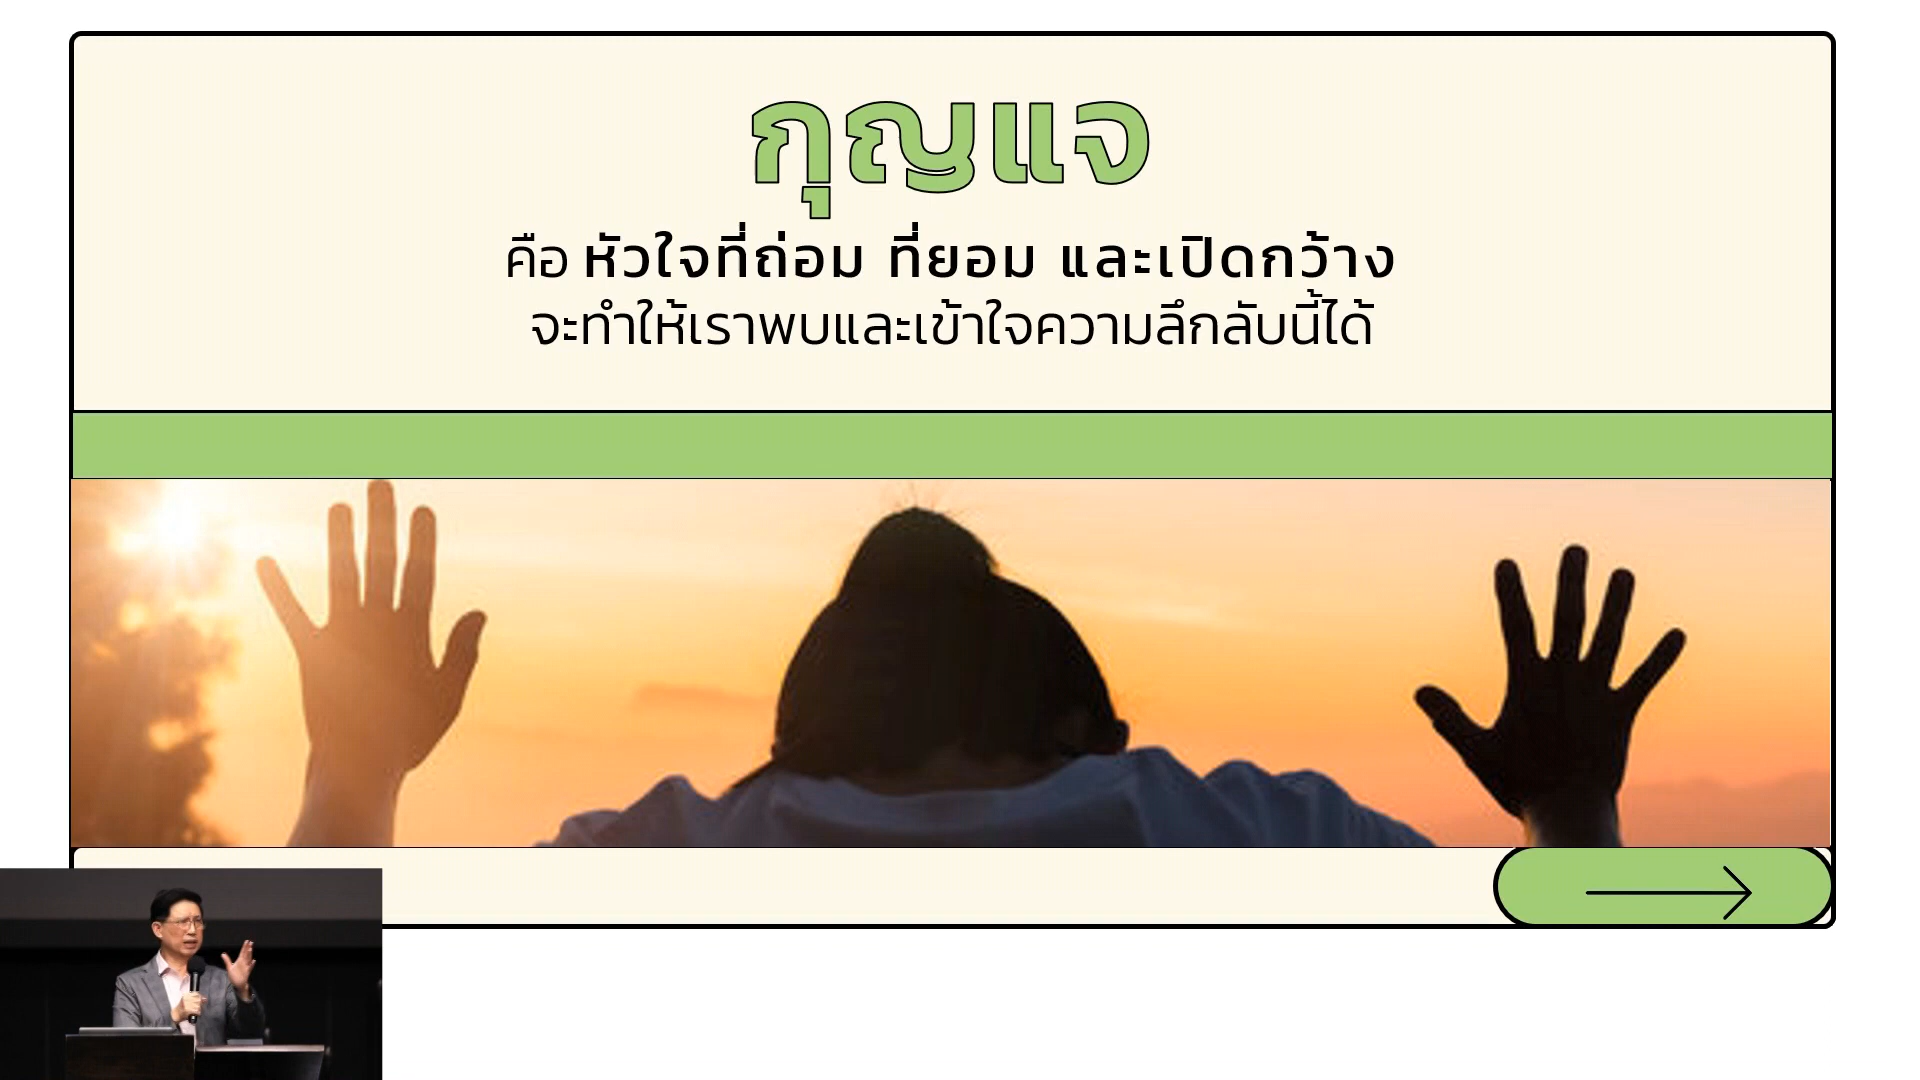 กุญแจ
คือ หัวใจที่ถ่อม ที่ยอม และเปิดกว้าง
จะทำให้เราพบและเข้าใจความลึกลับนี้ได้